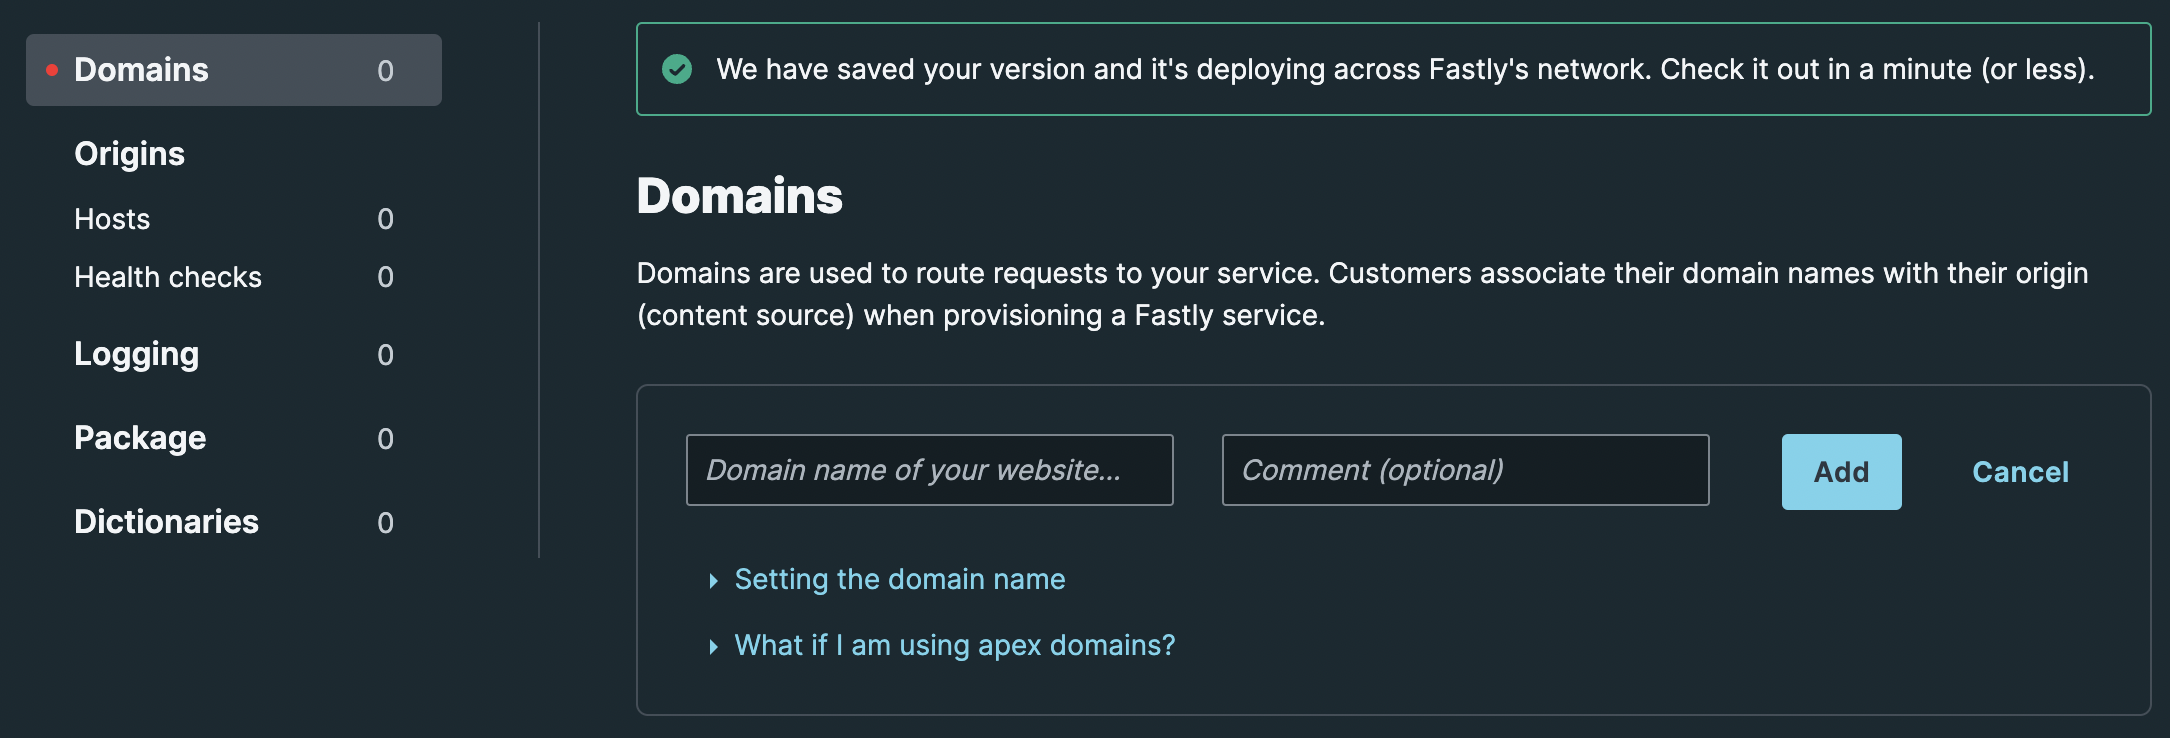 Domains 0
Origins
Hosts 0
Health checks 0
Logging 0
Package 0
Dictionaries 0
We have saved your version and it's deploying across Fastly's network. Check it out in a minute (or less).
Domains
Domains are used to route requests to your service. Customers associate their domain names with their origin
(content source) when provisioning a Fastly service.
Domain name of your website... Comment (optional) Add Cancel
Setting the domain name
What if I am using apex domains?